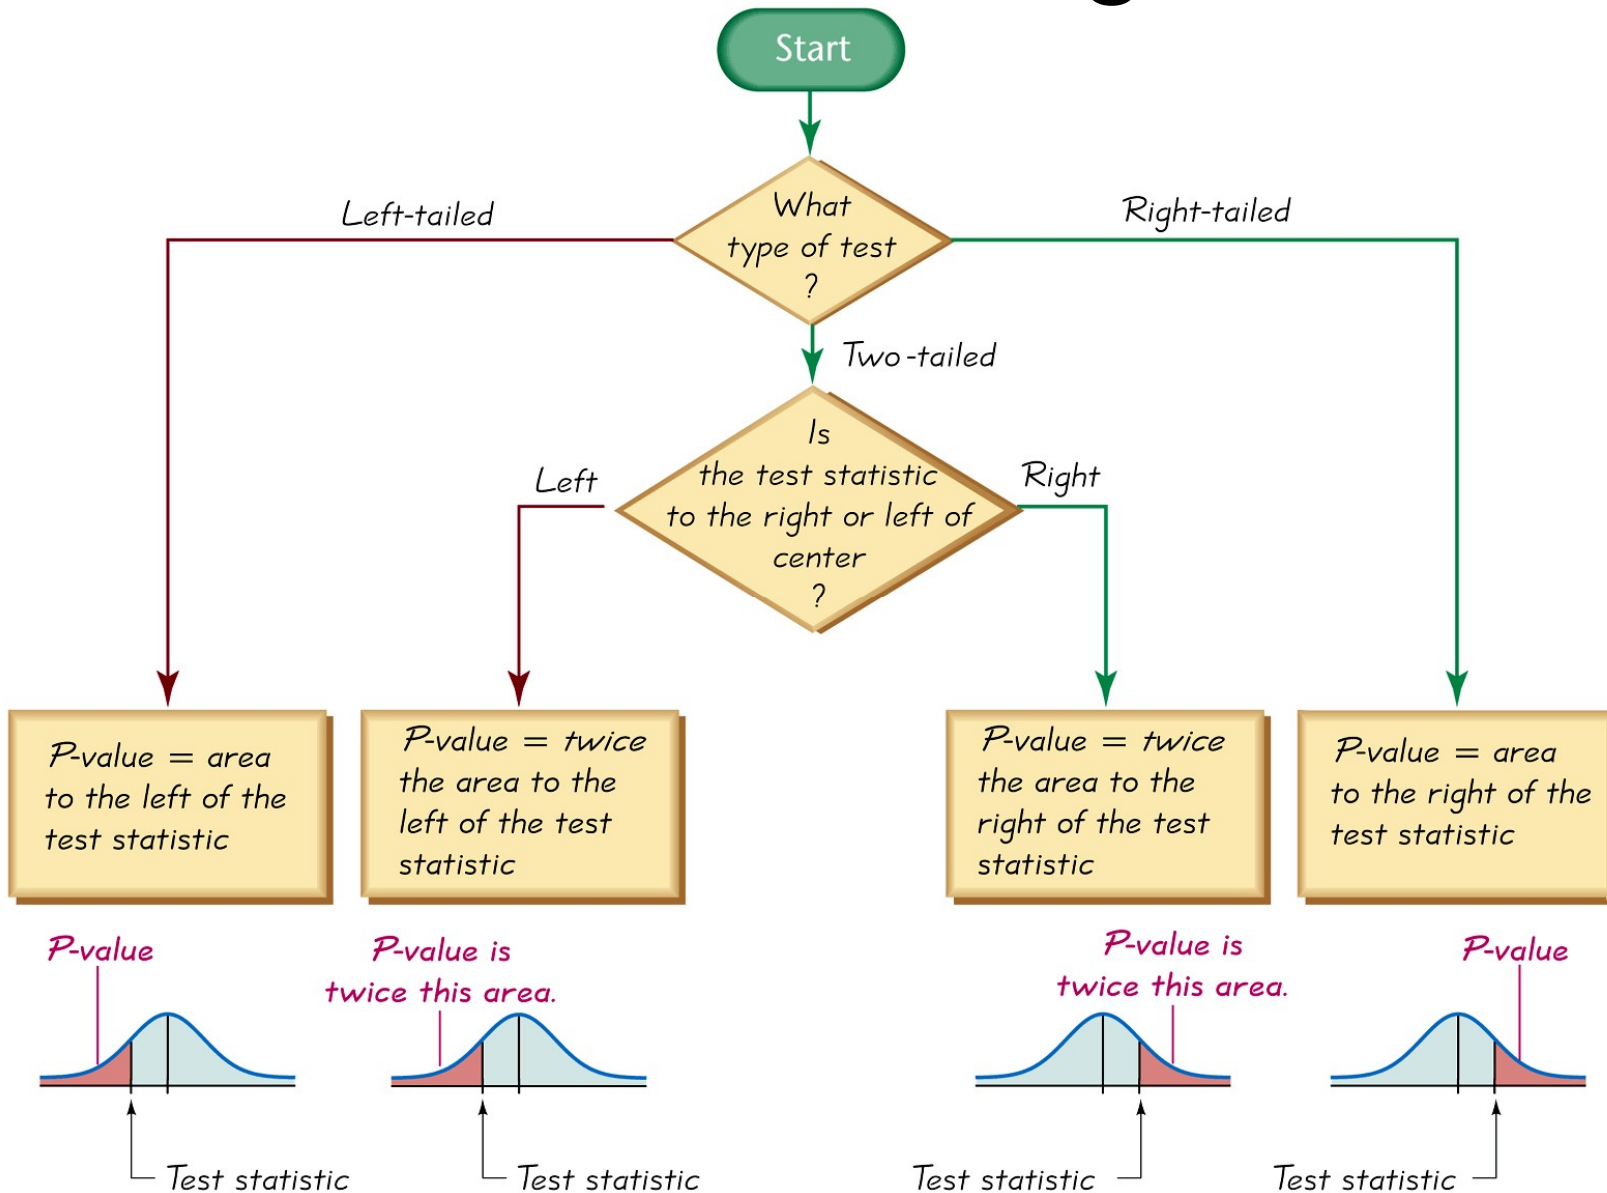 Start
What
type of test
?
Left-tailed
Right-tailed
Two-tailed
Is
the test statistic
to the right or left of
center
?
Left
Right
P-value = area
to the left of the
test statistic
P-value = twice
the area to the
left of the test
statistic
P-value = twice
the area to the
right of the test
statistic
P-value = area
to the right of the
test statistic
P-value
P-value is
twice this area.
P-value is
twice this area.
P-value
Test statistic
Test statistic
Test statistic
Test statistic